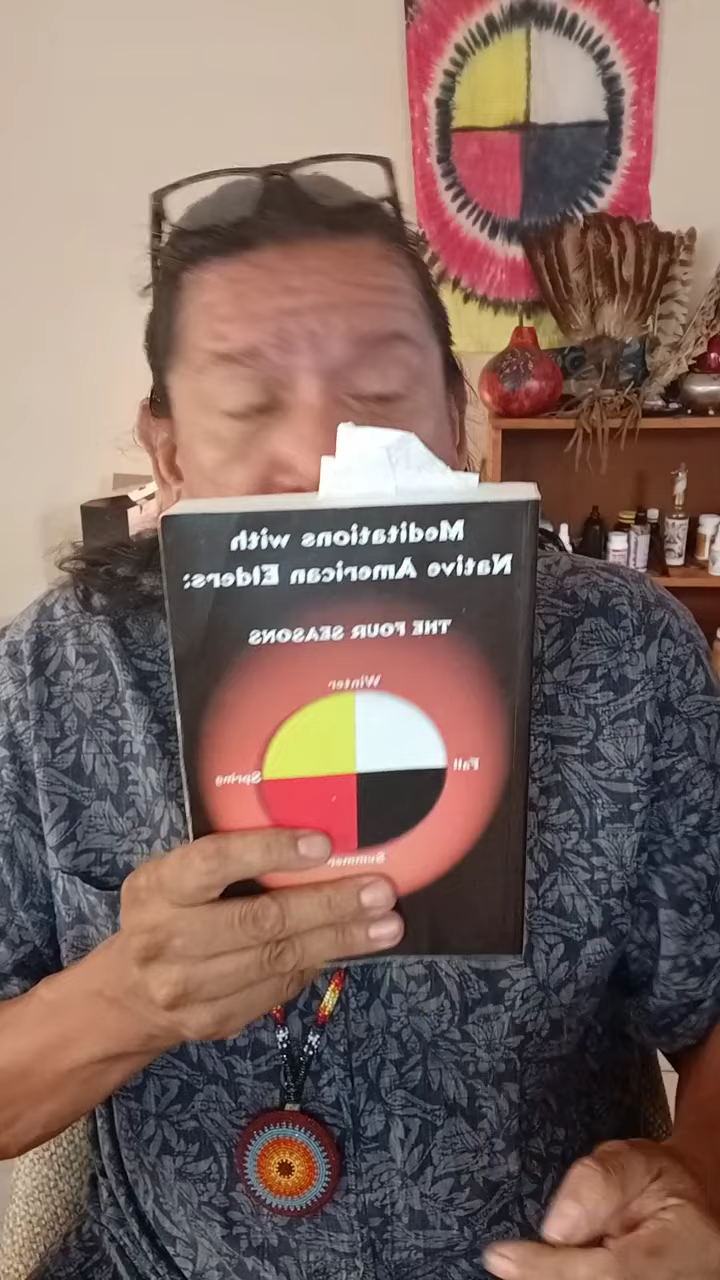 Meditations with
Native American Elders:
THE FOUR SEASONS
Winter
Spring
Fall
Summer